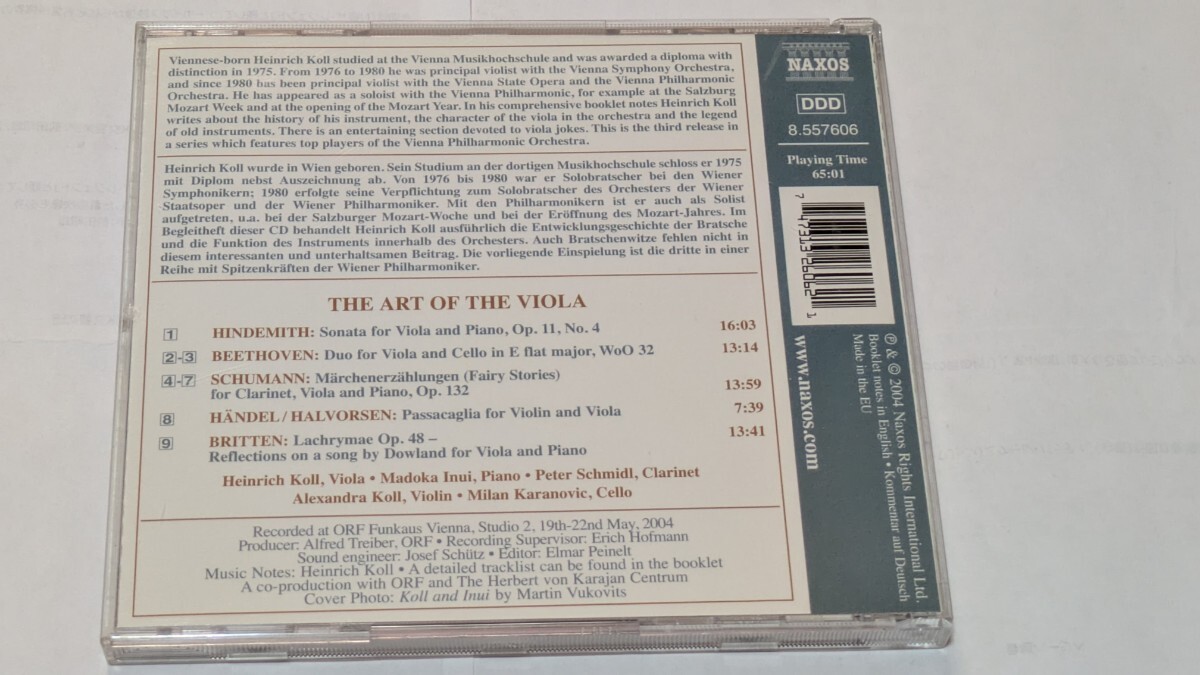 Viennese-born Heinrich Koll studied at the Vienna Musikhochschule and was awarded a diploma with
distinction in 1975. From 1976 to 1980 he was principal violist with the Vienna Symphony Orchestra,
and since 1980 has been principal violist with the Vienna State Opera and the Vienna Philharmonic
Orchestra. He has appeared as a soloist with the Vienna Philharmonic, for example at the Salzburg
Mozart Week and at the opening of the Mozart Year. In his comprehensive booklet notes Heinrich Koll
writes about the history of his instrument, the character of the viola in the orchestra and the legend
of old instruments. There is an entertaining section devoted to viola jokes. This is the third release in
a series which features top players of the Vienna Philharmonic Orchestra.
Heinrich Koll wurde in Wien geboren. Sein Studium an der dortigen Musikhochschule schloss er 1975
mit Diplom nebst Auszeichnung ab. Von 1976 bis 1980 war er Solobratscher bei den Wiener
Symphonikern; 1980 erfolgte seine Verpflichtung zum Solobratscher des Orchesters der Wiener
Staatsoper und der Wiener Philharmoniker. Mit den Philharmonikern ist er auch als Solist
aufgetreten, u.a. bei der Salzburger Mozart-Woche und bei der Eröffnung des Mozart-Jahres. Im
Begleitheft dieser CD behandelt Heinrich Koll ausführlich die Entwicklungsgeschichte der Bratsche
und die Funktion des Instruments innerhalb des Orchesters. Auch Bratschenwitze fehlen nicht in
diesem interessanten und unterhaltsamen Beitrag. Die vorliegende Einspielung ist die dritte in einer
Reihe mit Spitzenkräften der Wiener Philharmoniker.
THE ART OF THE VIOLA
1 HINDEMITH: Sonata for Viola and Piano, Op. 11, No. 4 16:03
2-3 BEETHOVEN: Duo for Viola and Cello in E flat major, WoO 32 13:14
4-7 SCHUMANN: Märchenerzählungen (Fairy Stories)
for Clarinet, Viola and Piano, Op. 132 13:59
8 HÄNDEL/HALVORSEN: Passacaglia for Violin and Viola 7:39
9 BRITTEN: Lachrymae Op. 48 – 13:41
Reflections on a song by Dowland for Viola and Piano
Heinrich Koll, Viola • Madoka Inui, Piano • Peter Schmidl, Clarinet
Alexandra Koll, Violin • Milan Karanovic, Cello
Recorded at ORF Funkaus Vienna, Studio 2, 19th-22nd May, 2004
Producer: Alfred Treiber, ORF • Recording Supervisor: Erich Hofmann
Sound engineer: Josef Schütz • Editor: Elmar Peinelt
Music Notes: Heinrich Koll • A detailed tracklist can be found in the booklet
A co-production with ORF and The Herbert von Karajan Centrum
Cover Photo: Koll and Inui by Martin Vukovits
NAXOS
DDD
8.557606
Playing Time
65:01
7 47313 26062 1
℗ & © 2004 Naxos Rights International Ltd.
Booklet notes in English • Kommentar auf Deutsch
Made in the EU
www.naxos.com